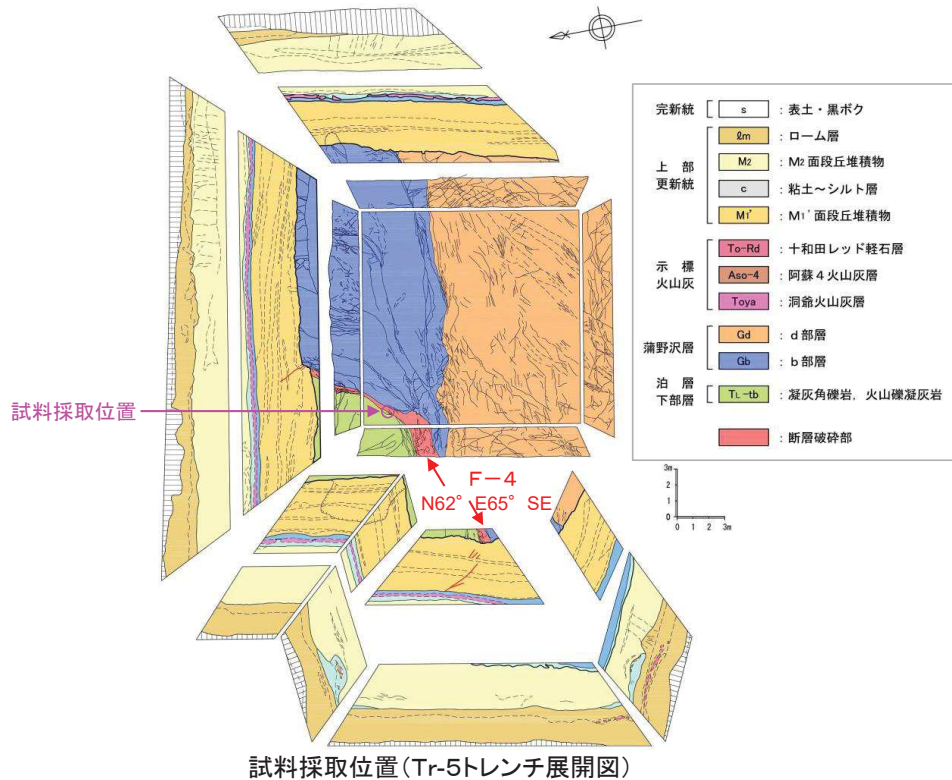 完新統
s
：表土・黒ボク
上部更新統
ℓm
：ローム層
M2
：M2面段丘堆積物
c
：粘土～シルト層
M1'
：M1'面段丘堆積物
示標火山灰
To-Rd
：十和田レッド軽石層
Aso-4
：阿蘇4火山灰層
Toya
：洞爺火山灰層
蒲野沢層
Gd
：d部層
Gb
：b部層
泊層下部層
TL-tb
：凝灰角礫岩，火山礫凝灰岩
：断層破砕部
試料採取位置
F-4
N62°E65°SE
3m
2
1
0
0 1 2 3m
試料採取位置（Tr-5トレンチ展開図）